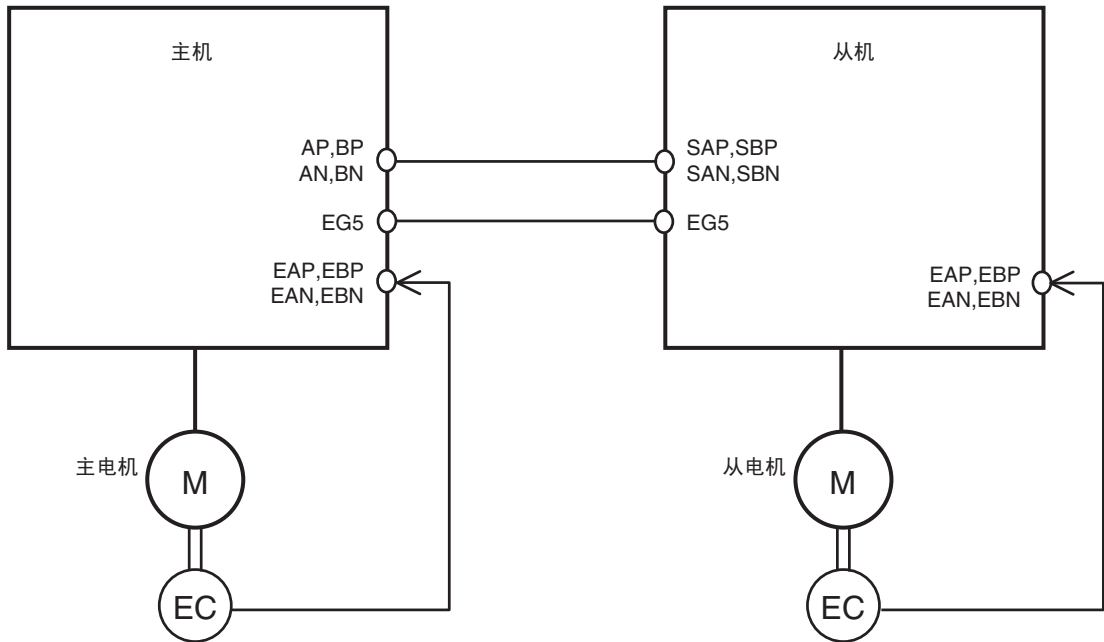 主机
AP,BP
AN,BN
EG5
EAP,EBP
EAN,EBN
主电机
M
EC
从机
SAP,SBP
SAN,SBN
EG5
EAP,EBP
EAN,EBN
从电机
M
EC